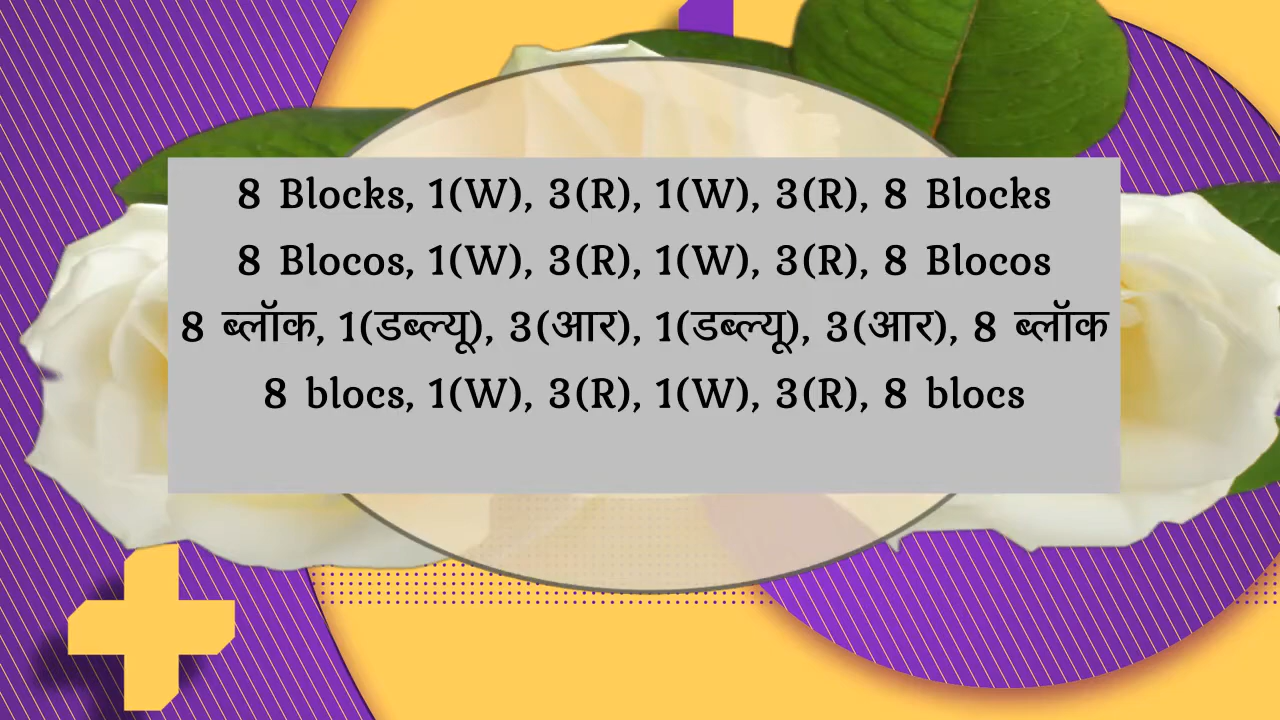 8 Blocks, 1(W), 3(R), 1(W), 3(R), 8 Blocks
8 Blocos, 1(W), 3(R), 1(W), 3(R), 8 Blocos
8 ब्लॉक, 1(डब्ल्यू), 3(आर), 1(डब्ल्यू), 3(आर), 8 ब्लॉक
8 blocs, 1(W), 3(R), 1(W), 3(R), 8 blocs